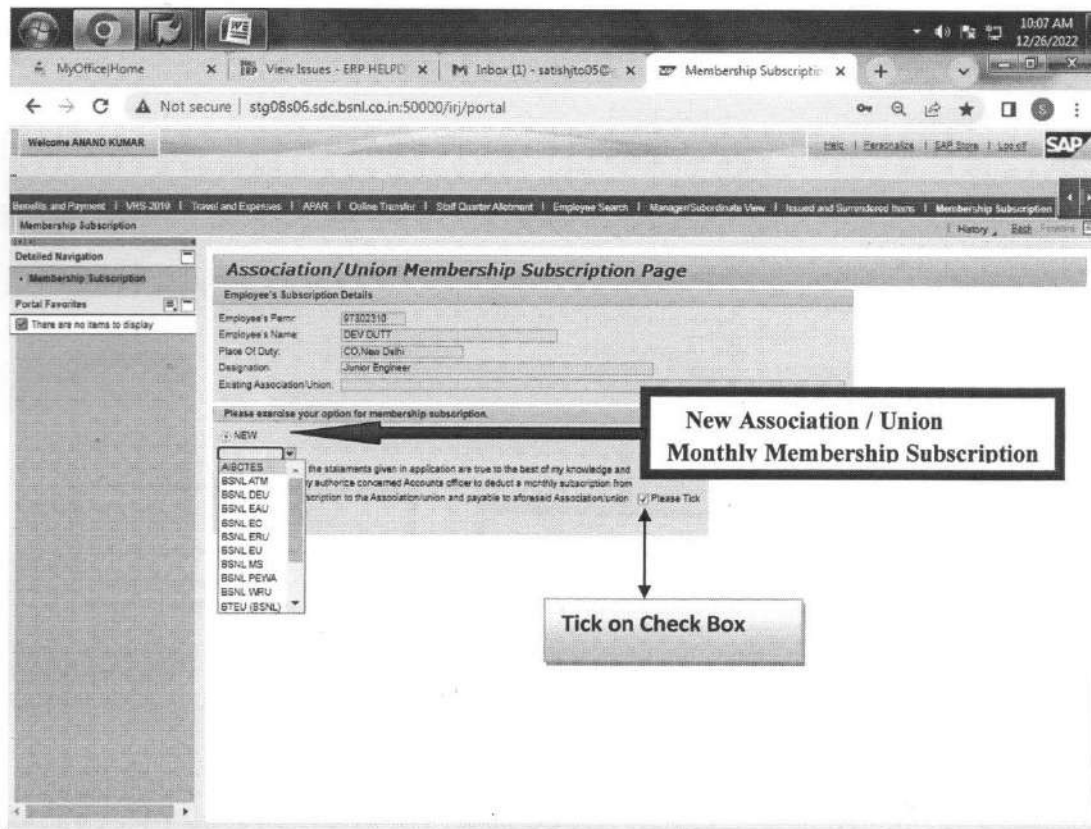 10:07 AM
12/26/2022
MyOffice|Home
View Issues - ERP HELPD
Inbox (1) - satishjto05@
Membership Subscriptio
Not secure | stg08s06.sdc.bsnl.co.in:50000/irj/portal
Welcome ANAND KUMAR
Help | Personalize | SAP Store | Log off
SAP
Benefits and Payment | VRS-2019 | Travel and Expenses | APAR | Online Transfer | Staff Quarter Allotment | Employee Search | Manager/Subordinate View | Issued and Surrendered Items | Membership Subscription
Membership Subscription
History Back Forward
Detailed Navigation
Membership Subscription
Portal Favorites
There are no items to display
Association/Union Membership Subscription Page
Employee's Subscription Details
Employee's Pernr:
Employee's Name: DEV DUTT
Place Of Duty: CO,New Delhi
Designation: Junior Engineer
Existing Association/Union:
Please exercise your option for membership subscription.
NEW
New Association / Union
Monthly Membership Subscription
the statements given in application are true to the best of my knowledge and
y authorize concerned Accounts officer to deduct a monthly subscription from
scription to the Association/union and payable to aforesaid Association/union Please Tick
AIBCTES
BSNL ATM
BSNL DEU
BSNL EAU
BSNL EC
BSNL ERU
BSNL EU
BSNL MS
BSNL PEWA
BSNL WRU
BTEU (BSNL)
Tick on Check Box